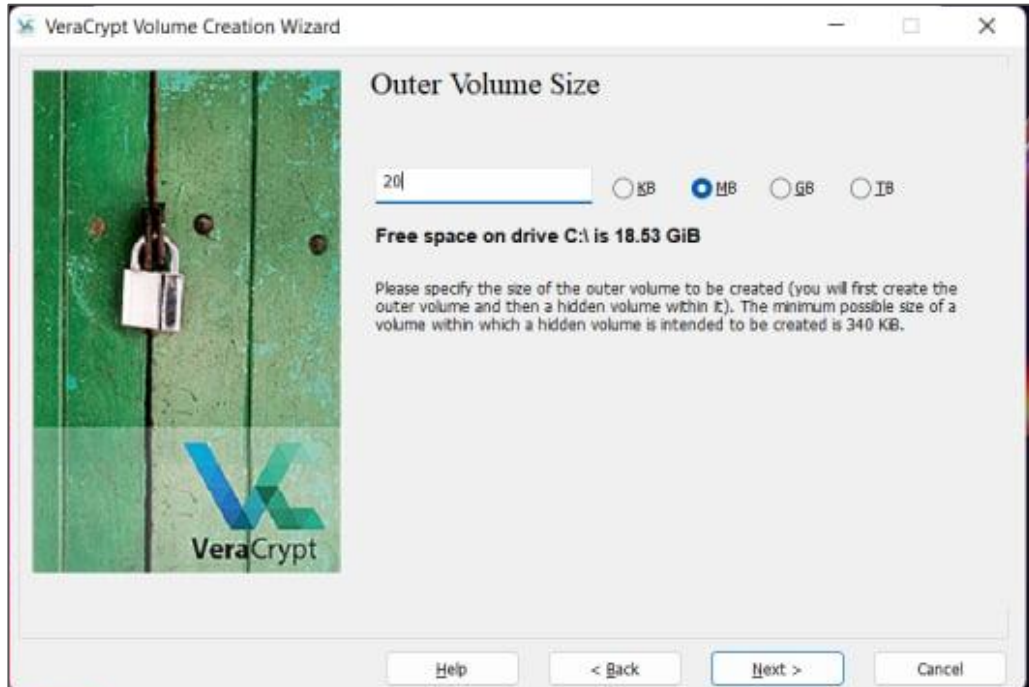 VeraCrypt Volume Creation Wizard
Outer Volume Size
20
KB MB GB TB
Free space on drive C:\ is 18.53 GiB
Please specify the size of the outer volume to be created (you will first create the
outer volume and then a hidden volume within it). The minimum possible size of a
volume within which a hidden volume is intended to be created is 340 KiB.
VeraCrypt
Help < Back Next > Cancel